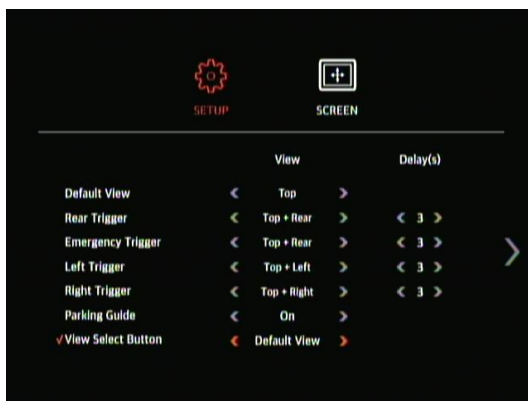 SETUP SCREEN
View Delay(s)
Default View Top
Rear Trigger Top + Rear 3
Emergency Trigger Top + Rear 3
Left Trigger Top + Left 3
Right Trigger Top + Right 3
Parking Guide On
✓View Select Button Default View